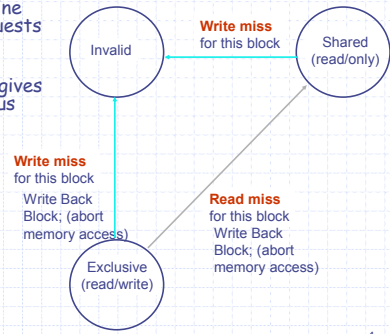 uests
gives
us
Invalid
Write miss
for this block
Shared
(read/only)
Write miss
for this block
Write Back
Block; (abort
memory access)
Read miss
for this block
Write Back
Block; (abort
memory access)
Exclusive
(read/write)